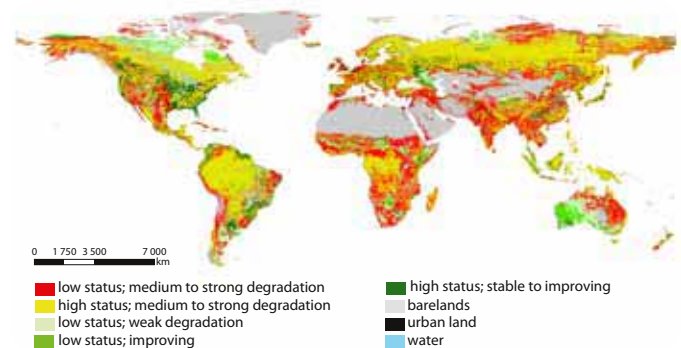 0 1 750 3 500 7 000
km
low status; medium to strong degradation
high status; medium to strong degradation
low status; weak degradation
low status; improving
high status; stable to improving
barelands
urban land
water